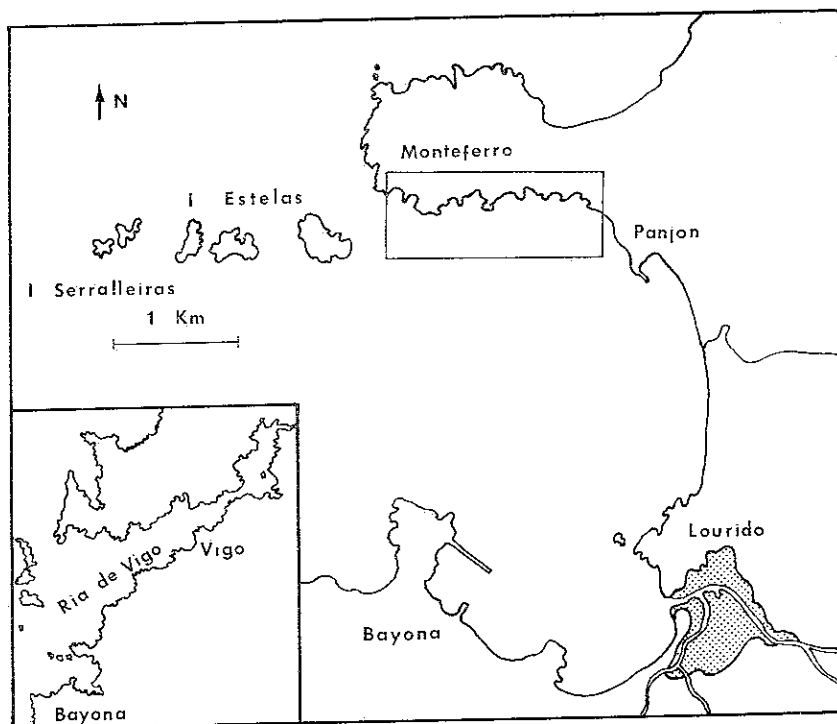 N
Monteferro
I Estelas
Panjon
I Serralleiras
1 Km
Lourido
Ria de Vigo
Vigo
Bayona
Bayona